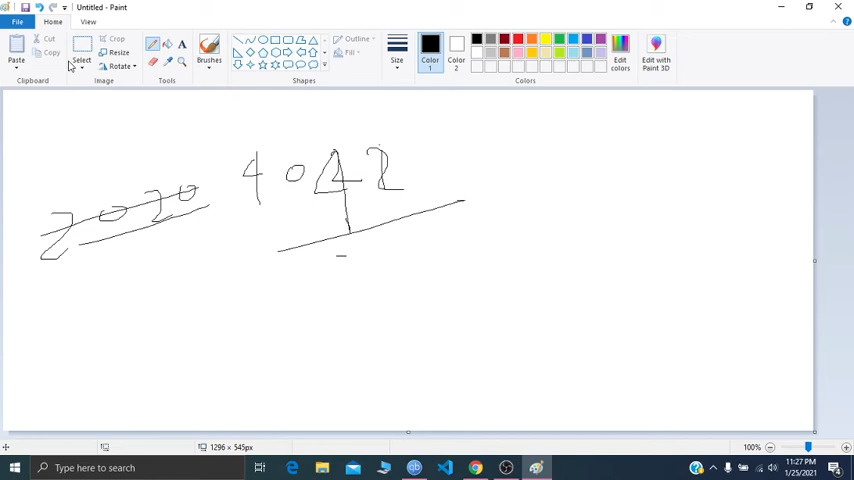 Untitled - Paint
File
Home
View
Paste
Cut
Copy
Clipboard
Select
Crop
Resize
Rotate
Image
A
Tools
Brushes
Outline
Fill
Shapes
Size
Color 1
Color 2
Colors
Edit colors
Edit with Paint 3D
4042
2020
1296 × 545px
100%
Type here to search
11:27 PM
1/25/2021
4